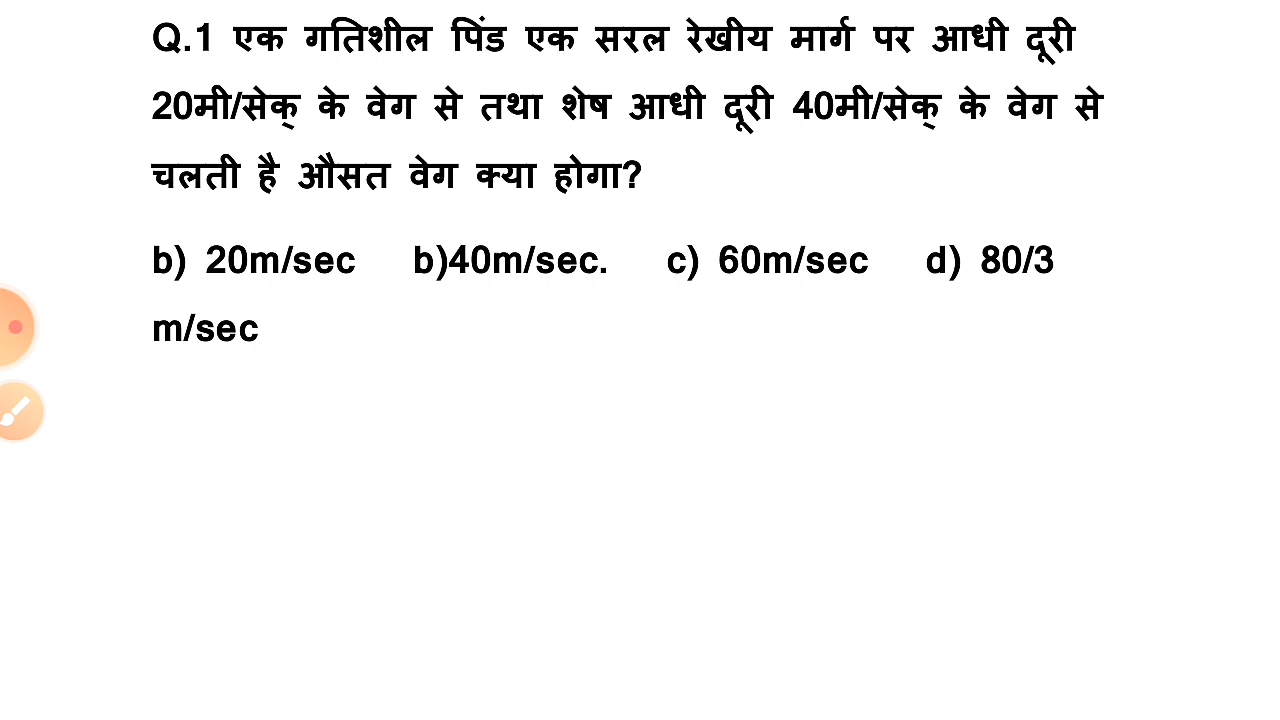 Q.1 एक गतिशील पिंड एक सरल रेखीय मार्ग पर आधी दूरी
20मी/सेक् के वेग से तथा शेष आधी दूरी 40मी/सेक् के वेग से
चलती है औसत वेग क्या होगा?
b) 20m/sec b)40m/sec. c) 60m/sec d) 80/3
m/sec